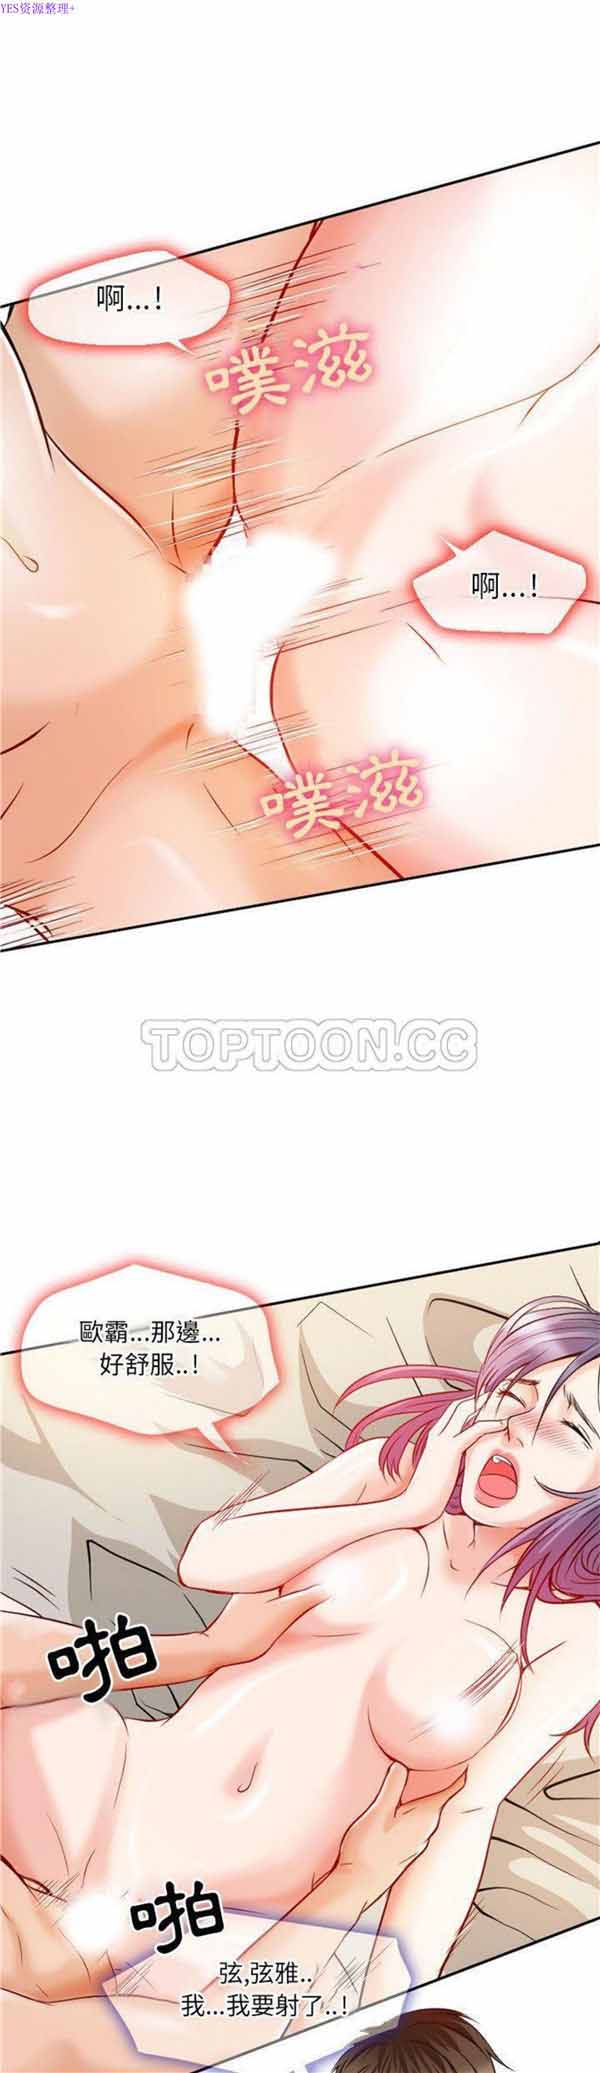 YES资源整理+
啊...!
噗滋
啊...!
噗滋
TOPTOON.CC
歐霸...那邊...
好舒服..!
啪
啪
弦,弦雅..
我...我要射了..!